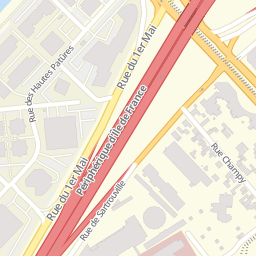 Rue du 1er Mai
Rue des Hautes Patures
Périphérique d'Ile de France
Rue Champy
Rue du 1er Mai
Rue de Sartrouville